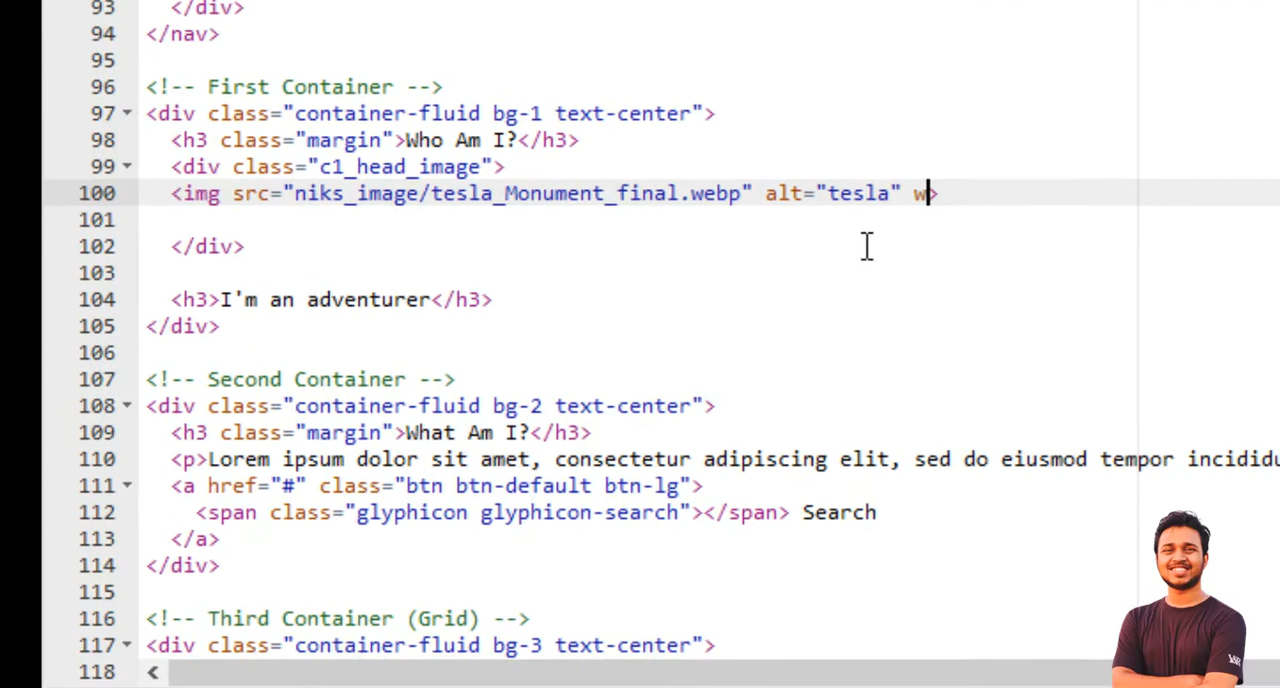 93 </div>
94 </nav>
95
96 <!-- First Container -->
97 <div class="container-fluid bg-1 text-center">
98 <h3 class="margin">Who Am I?</h3>
99 <div class="c1_head_image">
100 <img src="niks_image/tesla_Monument_final.webp" alt="tesla" w>
101
102 </div>
103
104 <h3>I'm an adventurer</h3>
105 </div>
106
107 <!-- Second Container -->
108 <div class="container-fluid bg-2 text-center">
109 <h3 class="margin">What Am I?</h3>
110 <p>Lorem ipsum dolor sit amet, consectetur adipiscing elit, sed do eiusmod tempor incididu
111 <a href="#" class="btn btn-default btn-lg">
112 <span class="glyphicon glyphicon-search"></span> Search
113 </a>
114 </div>
115
116 <!-- Third Container (Grid) -->
117 <div class="container-fluid bg-3 text-center">
118